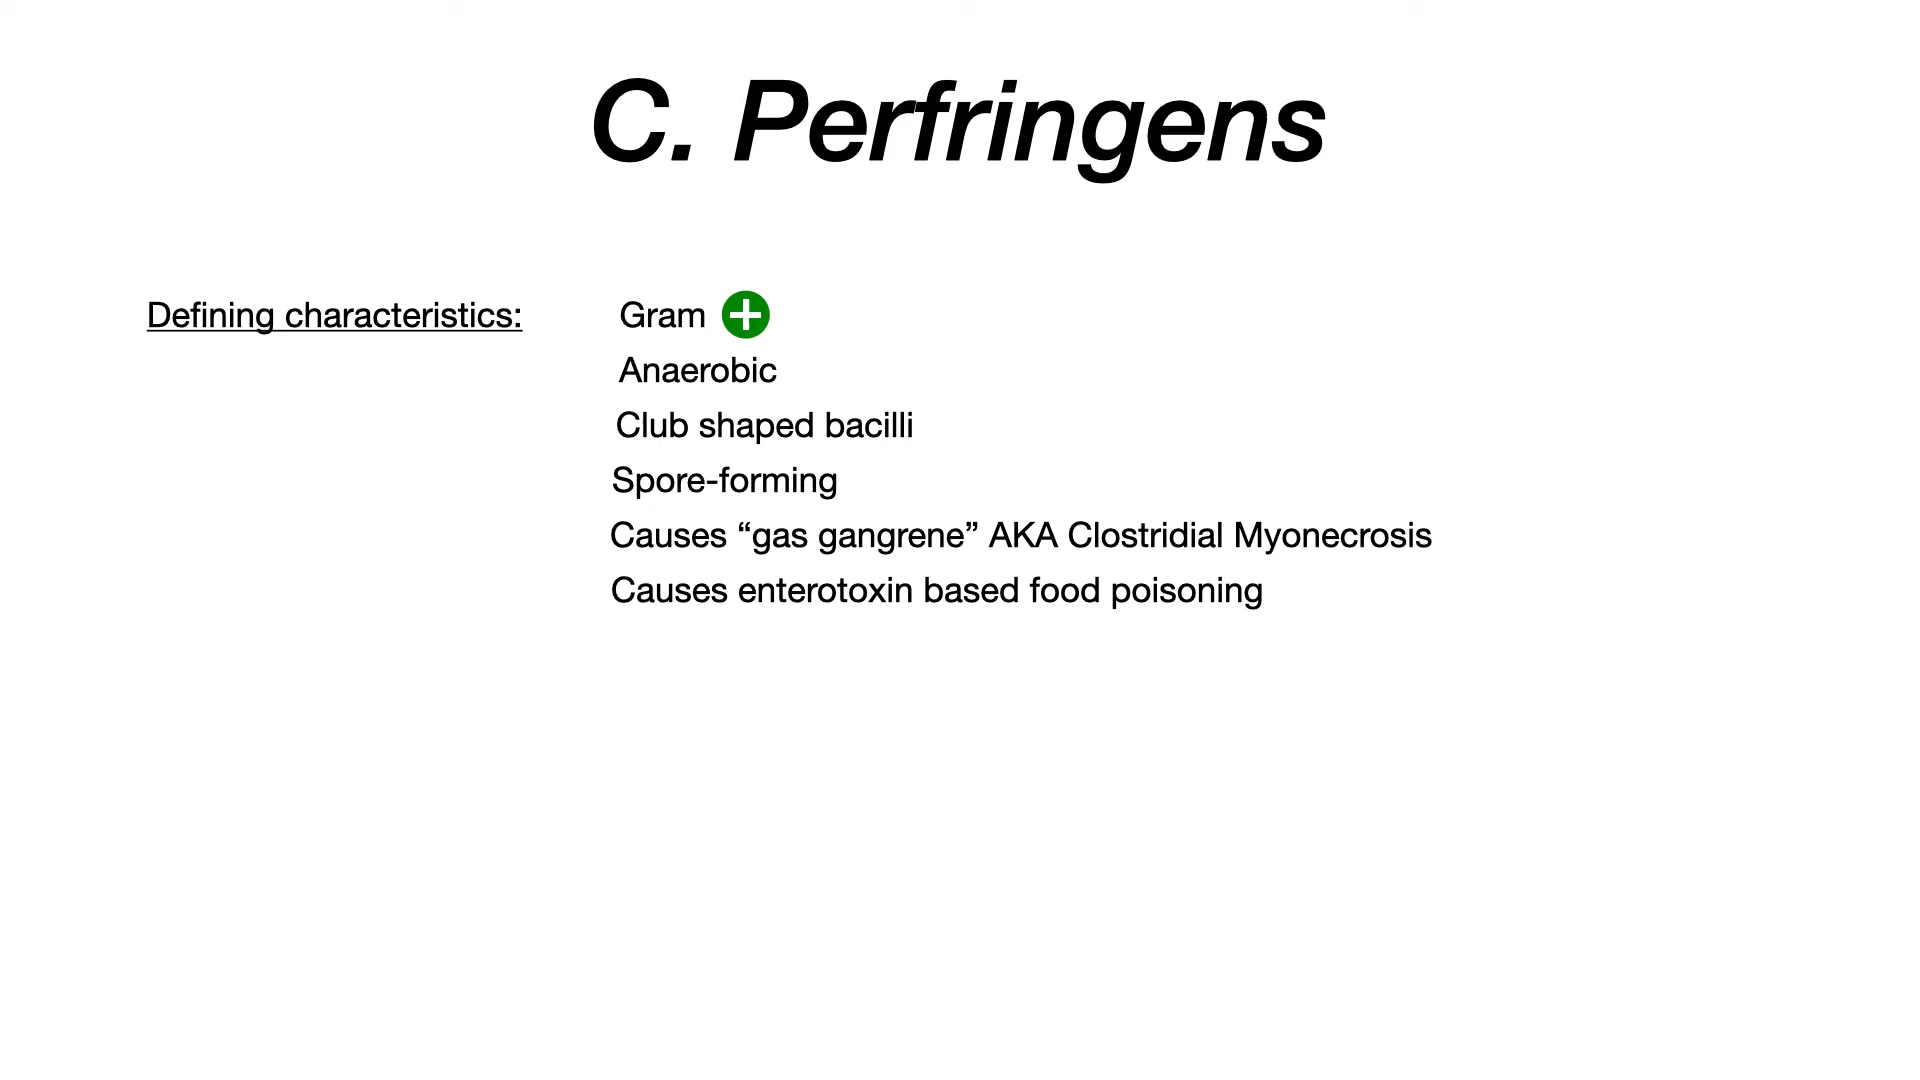 C. Perfringens
Defining characteristics:
Gram +
Anaerobic
Club shaped bacilli
Spore-forming
Causes “gas gangrene” AKA Clostridial Myonecrosis
Causes enterotoxin based food poisoning